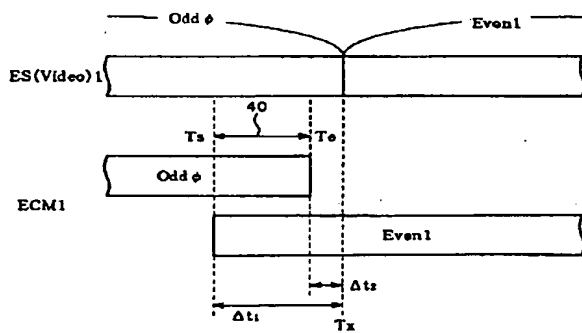 Odd φ Even1
ES(Video)1
40
Ts Te
Odd φ
ECM1
Even1
Δt2
Δt1
Tx